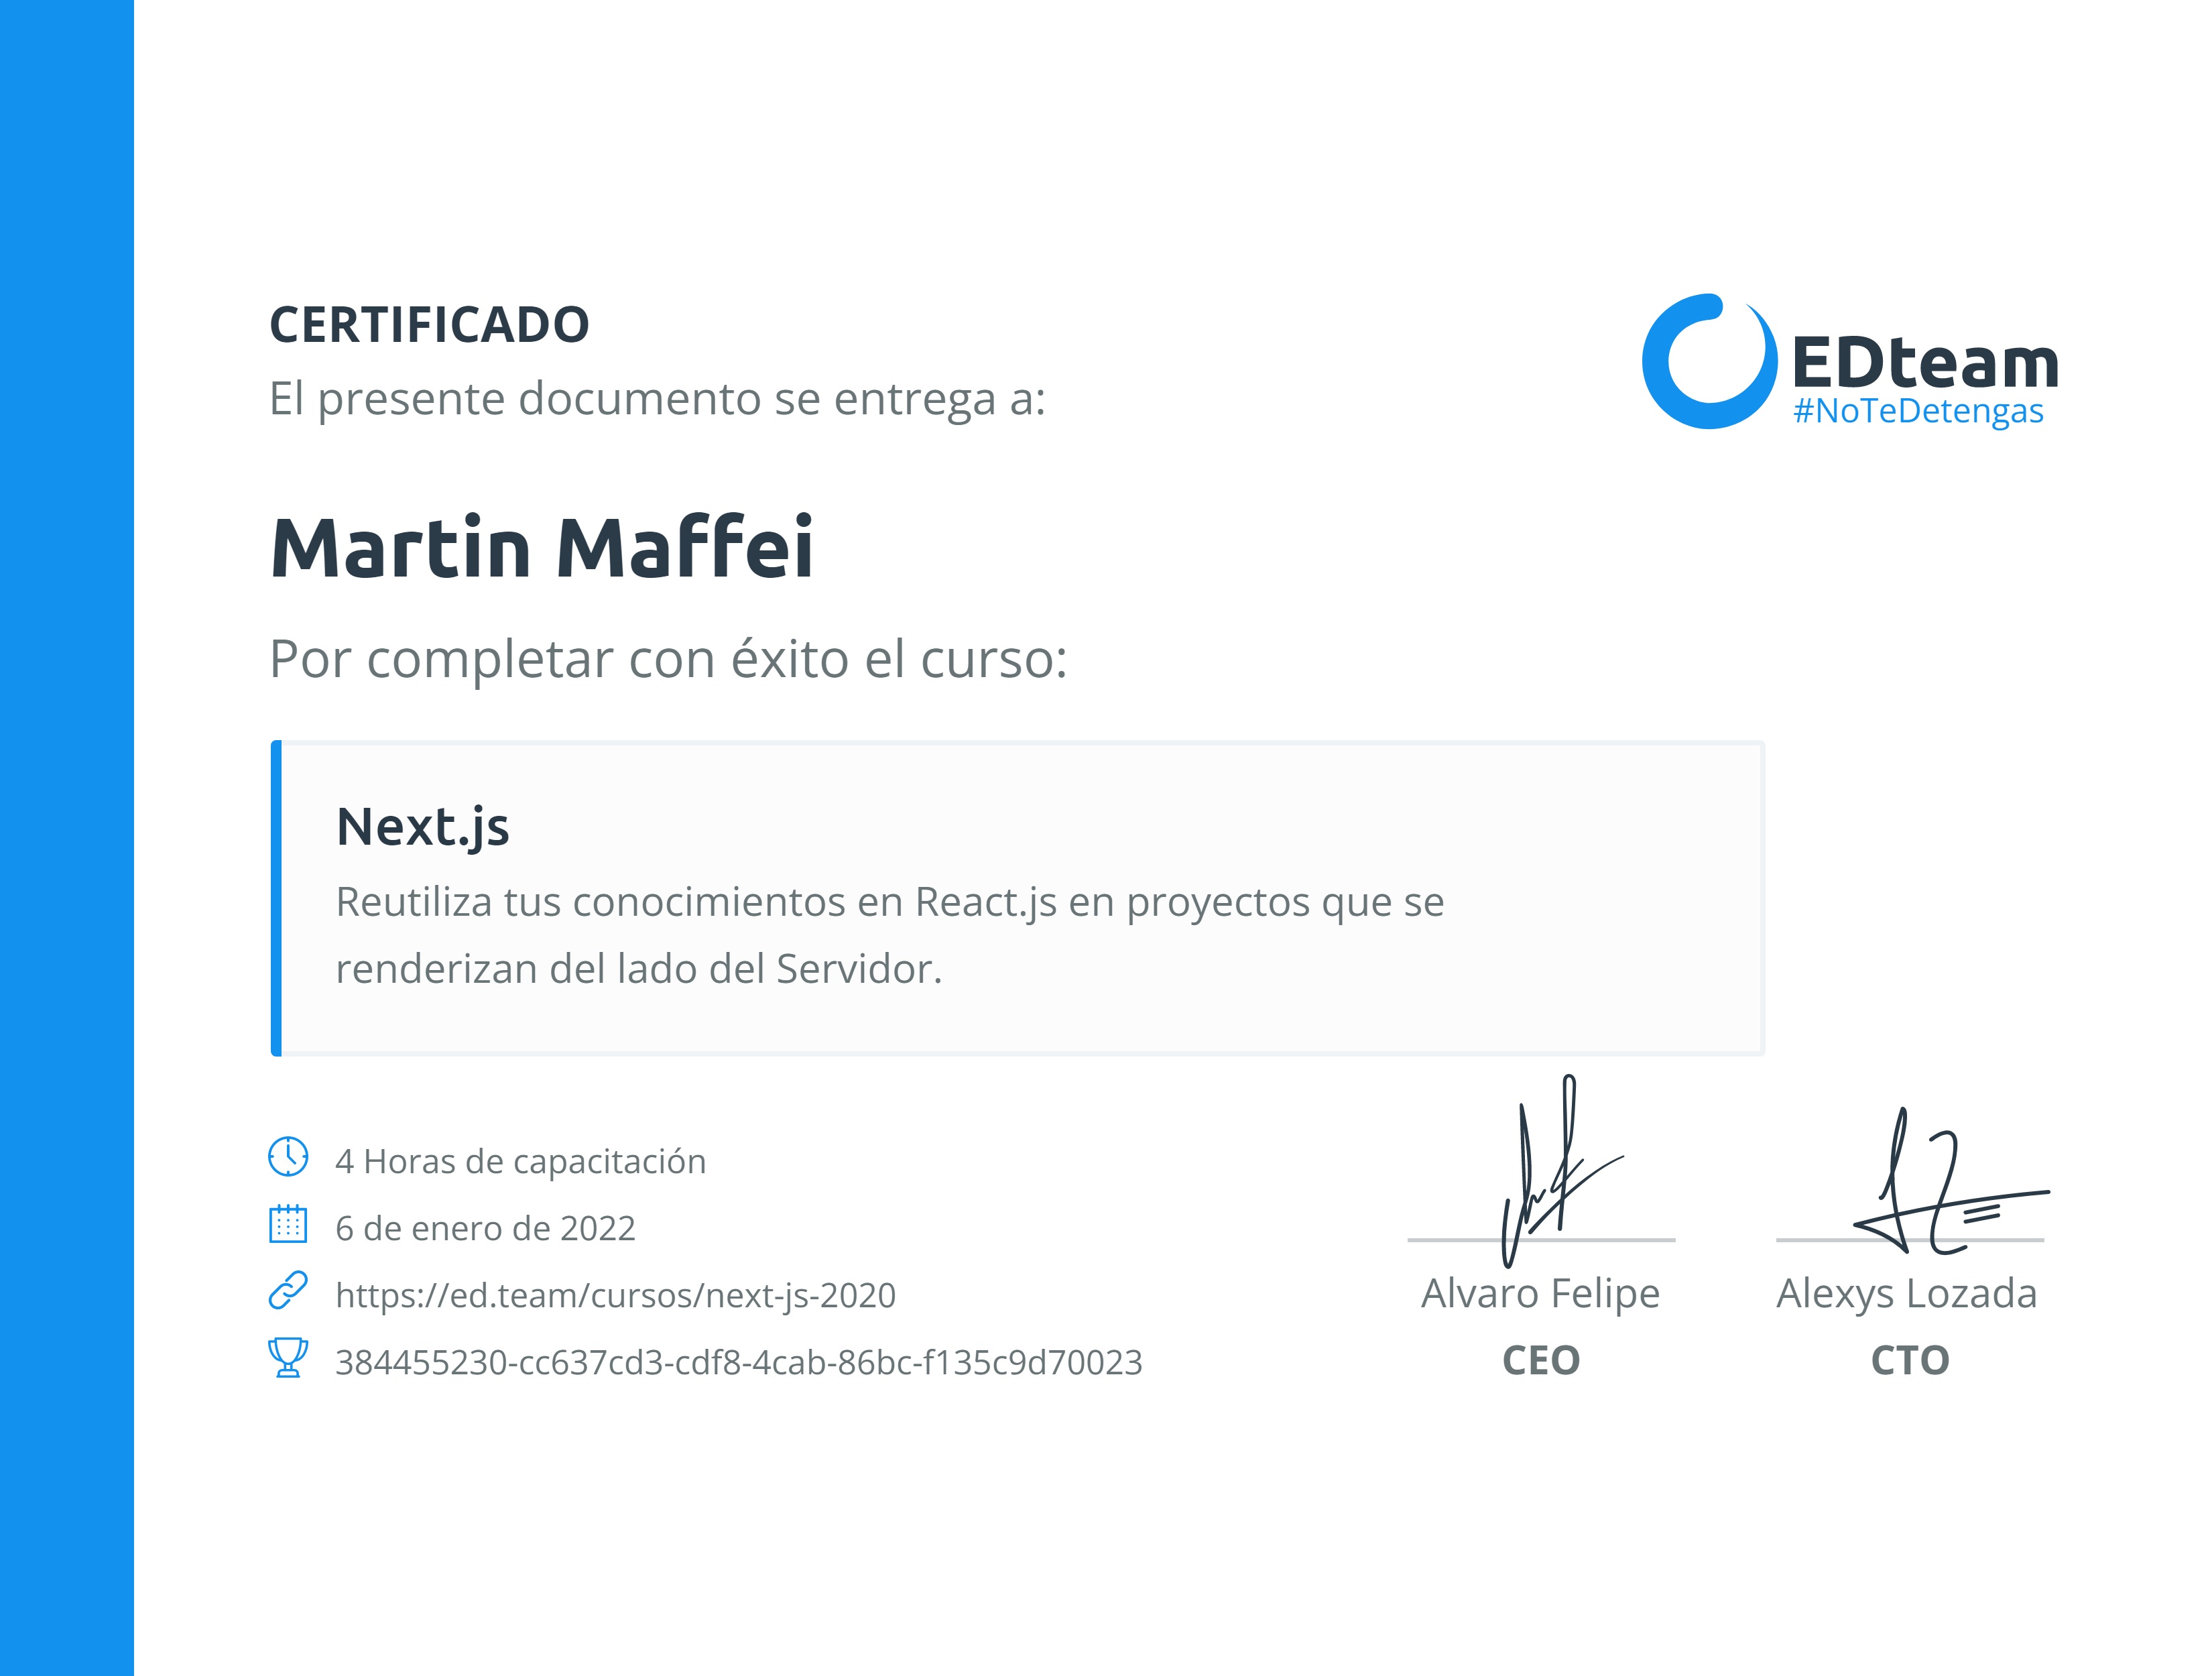 CERTIFICADO
El presente documento se entrega a:
EDteam
#NoTeDetengas
Martin Maffei
Por completar con éxito el curso:
Next.js
Reutiliza tus conocimientos en React.js en proyectos que se
renderizan del lado del Servidor.
4 Horas de capacitación
6 de enero de 2022
https://ed.team/cursos/next-js-2020
384455230-cc637cd3-cdf8-4cab-86bc-f135c9d70023
Alvaro Felipe
CEO
Alexys Lozada
CTO